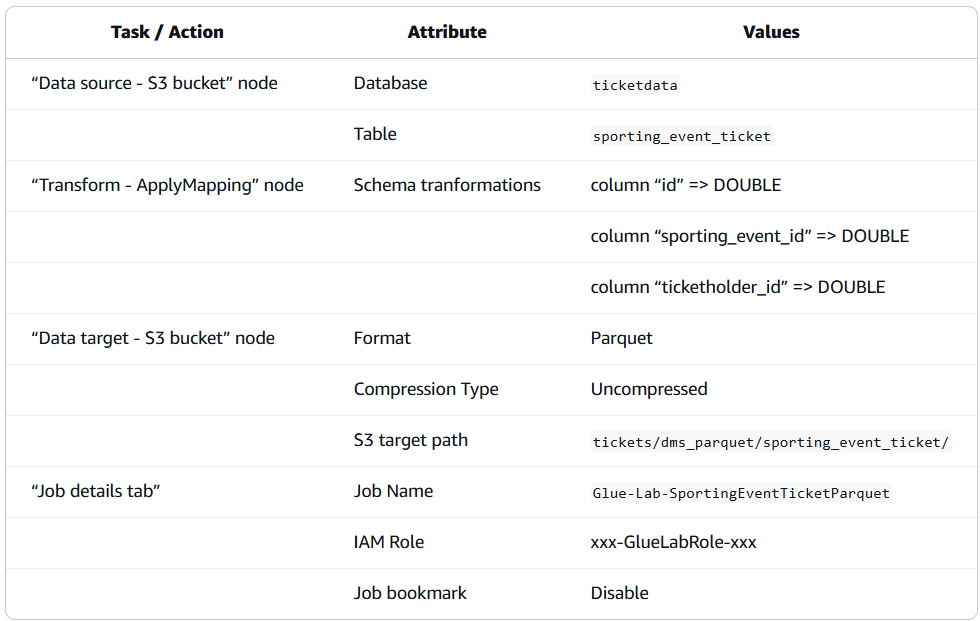 Task / Action Attribute Values
“Data source - S3 bucket” node Database ticketdata
Table sporting_event_ticket
“Transform - ApplyMapping” node Schema tranformations column “id” => DOUBLE
column “sporting_event_id” => DOUBLE
column “ticketholder_id” => DOUBLE
“Data target - S3 bucket” node Format Parquet
Compression Type Uncompressed
S3 target path tickets/dms_parquet/sporting_event_ticket/
“Job details tab” Job Name Glue-Lab-SportingEventTicketParquet
IAM Role xxx-GlueLabRole-xxx
Job bookmark Disable